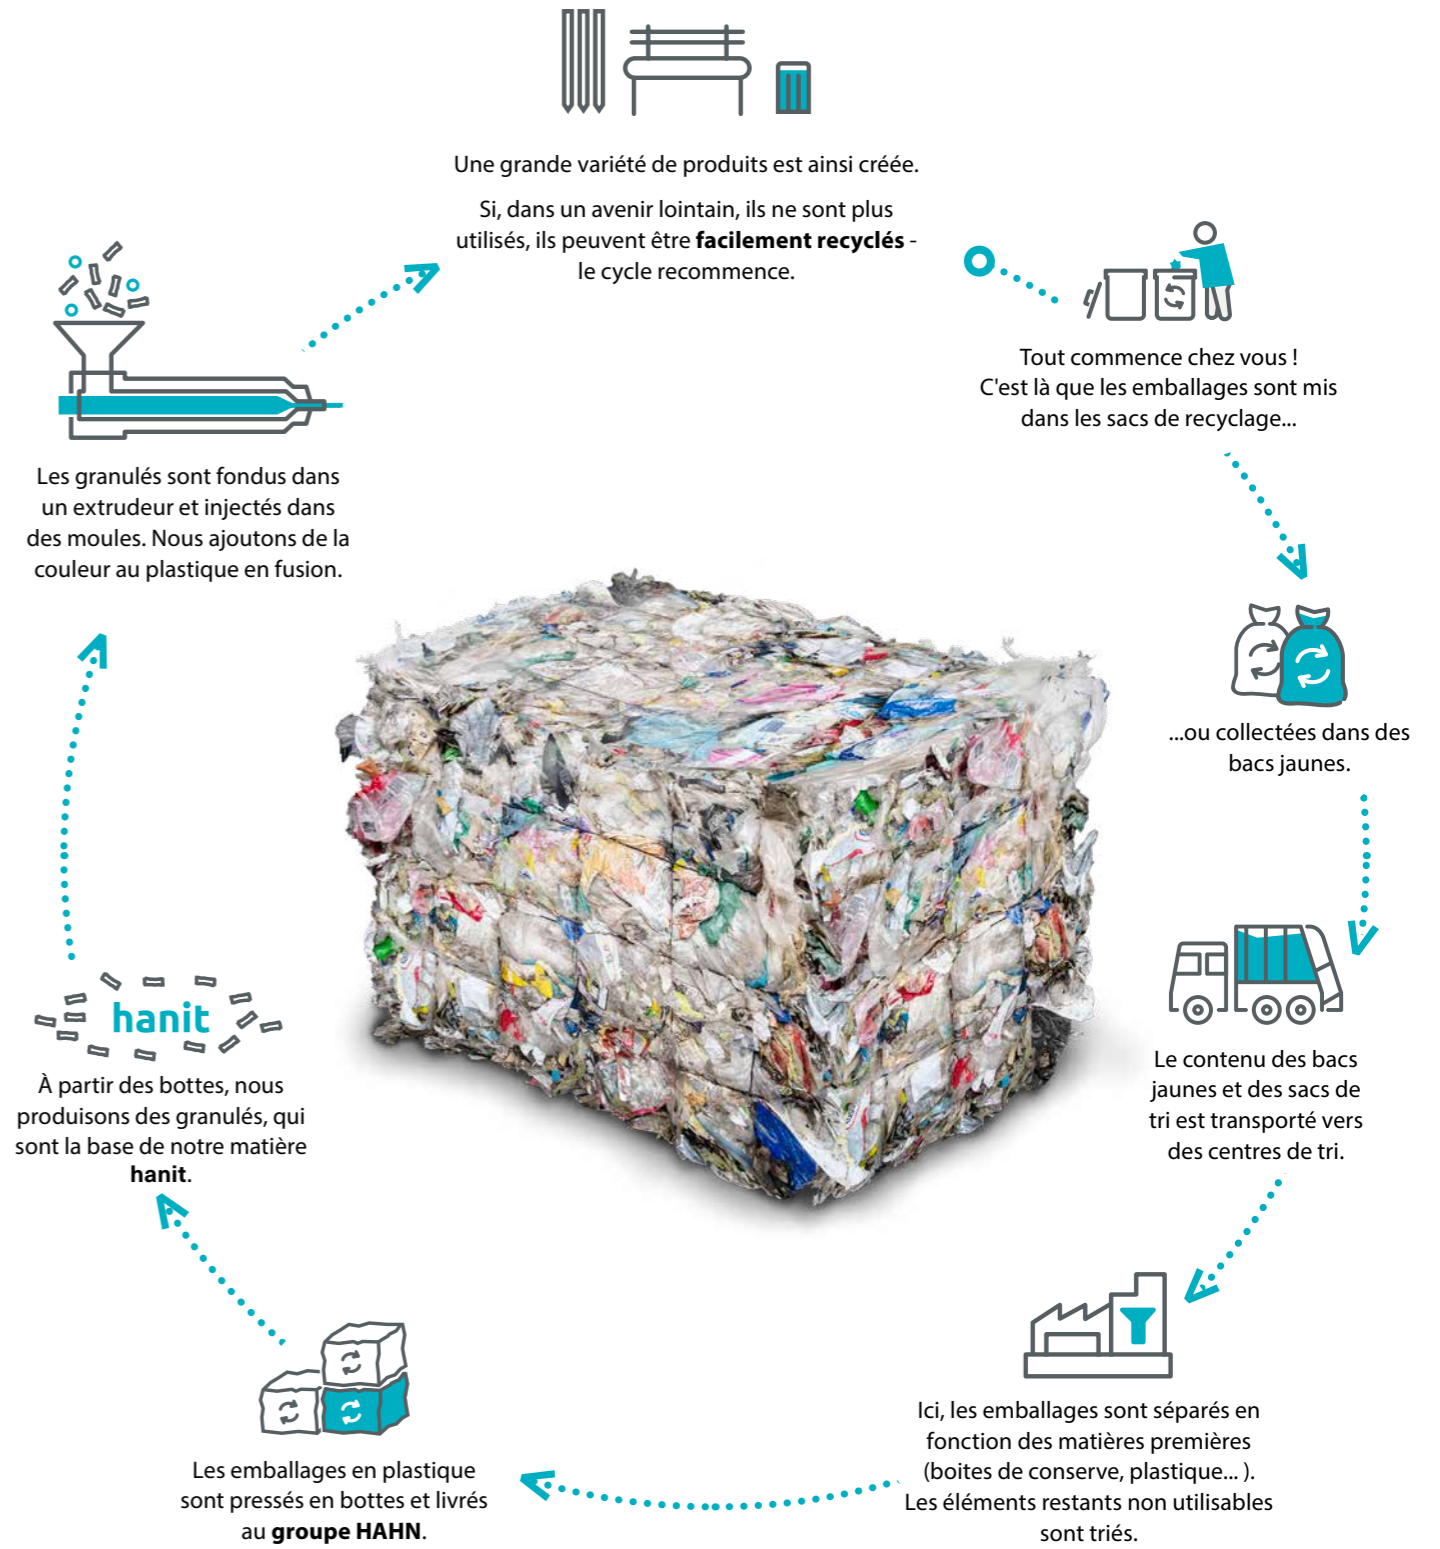 Une grande variété de produits est ainsi créée.
Si, dans un avenir lointain, ils ne sont plus
utilisés, ils peuvent être facilement recyclés -
le cycle recommence.
Tout commence chez vous !
C'est là que les emballages sont mis
dans les sacs de recyclage...
...ou collectées dans des
bacs jaunes.
Le contenu des bacs
jaunes et des sacs de
tri est transporté vers
des centres de tri.
Ici, les emballages sont séparés en
fonction des matières premières
(boites de conserve, plastique... ).
Les éléments restants non utilisables
sont triés.
Les emballages en plastique
sont pressés en bottes et livrés
au groupe HAHN.
hanit
À partir des bottes, nous
produisons des granulés, qui
sont la base de notre matière
hanit.
Les granulés sont fondus dans
un extrudeur et injectés dans
des moules. Nous ajoutons de la
couleur au plastique en fusion.